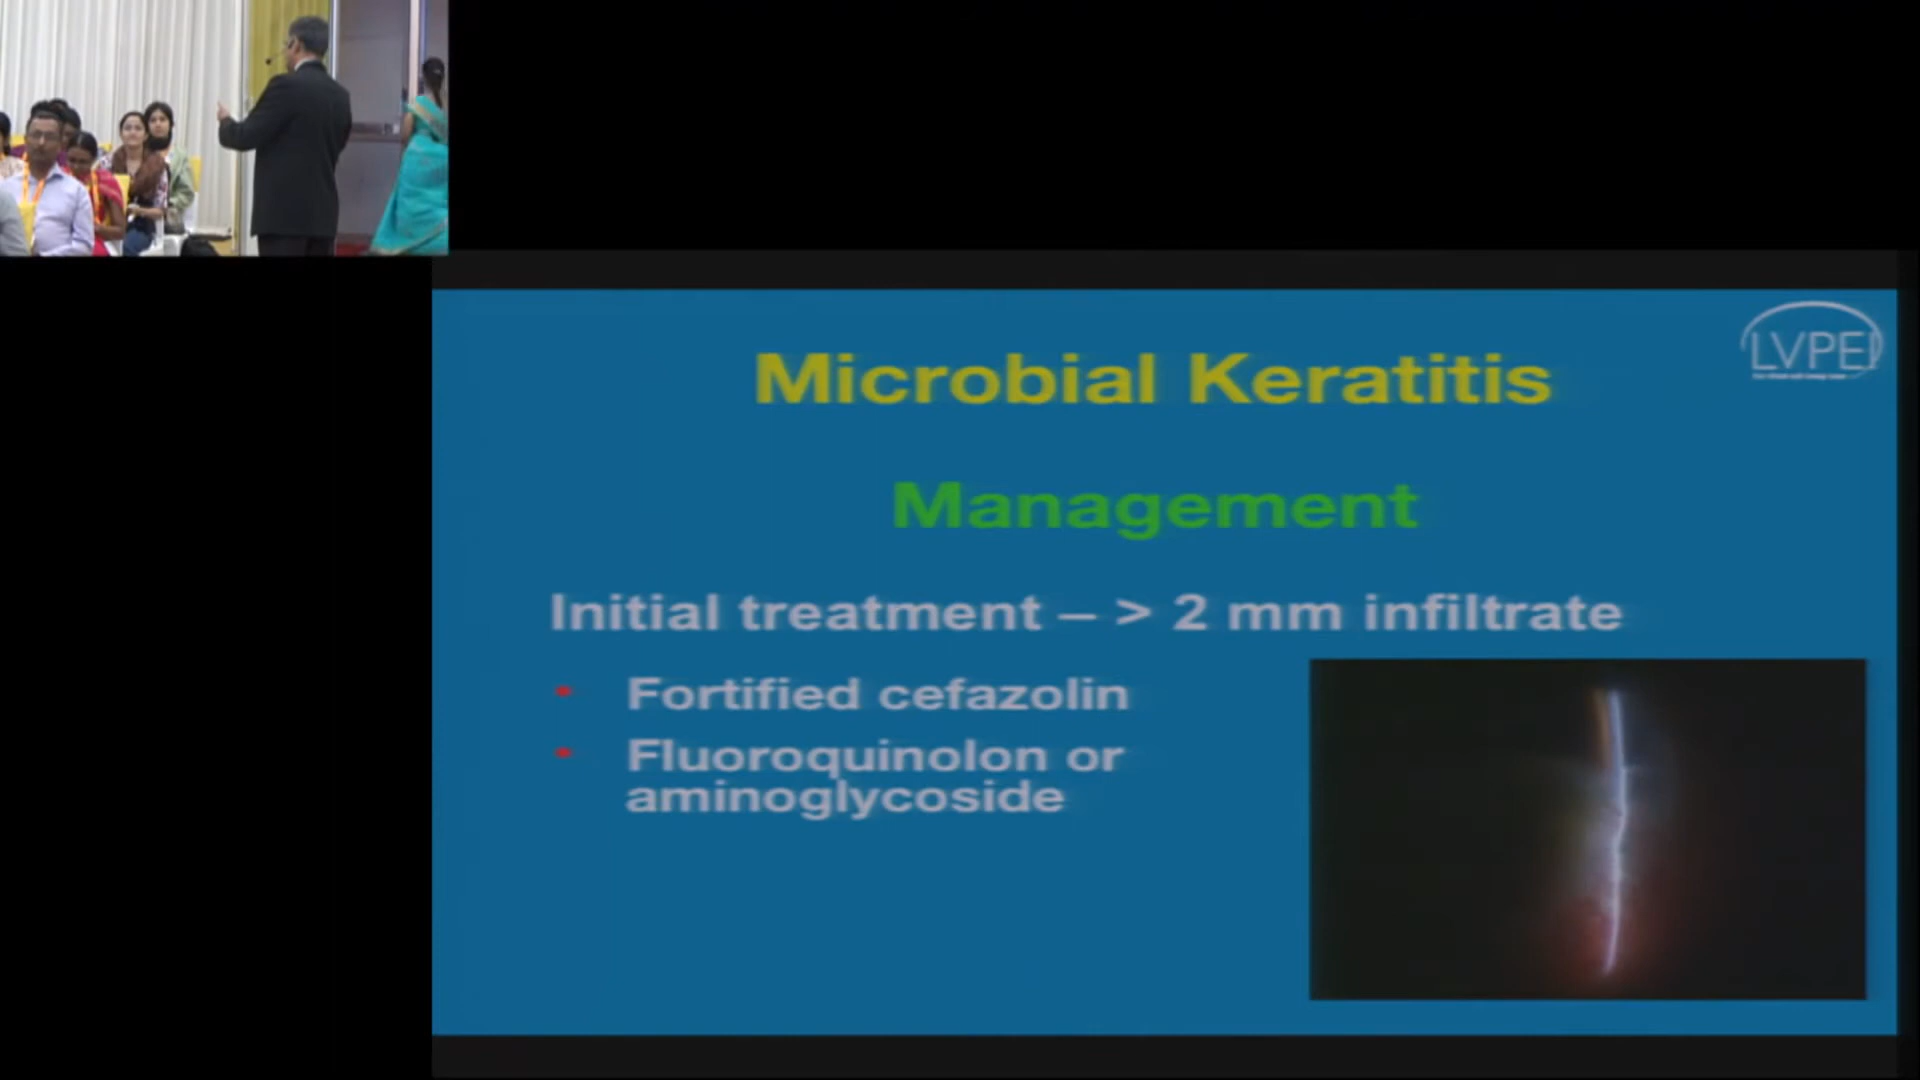 LVPEI
Microbial Keratitis
Management
Initial treatment – > 2 mm infiltrate
• Fortified cefazolin
• Fluoroquinolon or
aminoglycoside